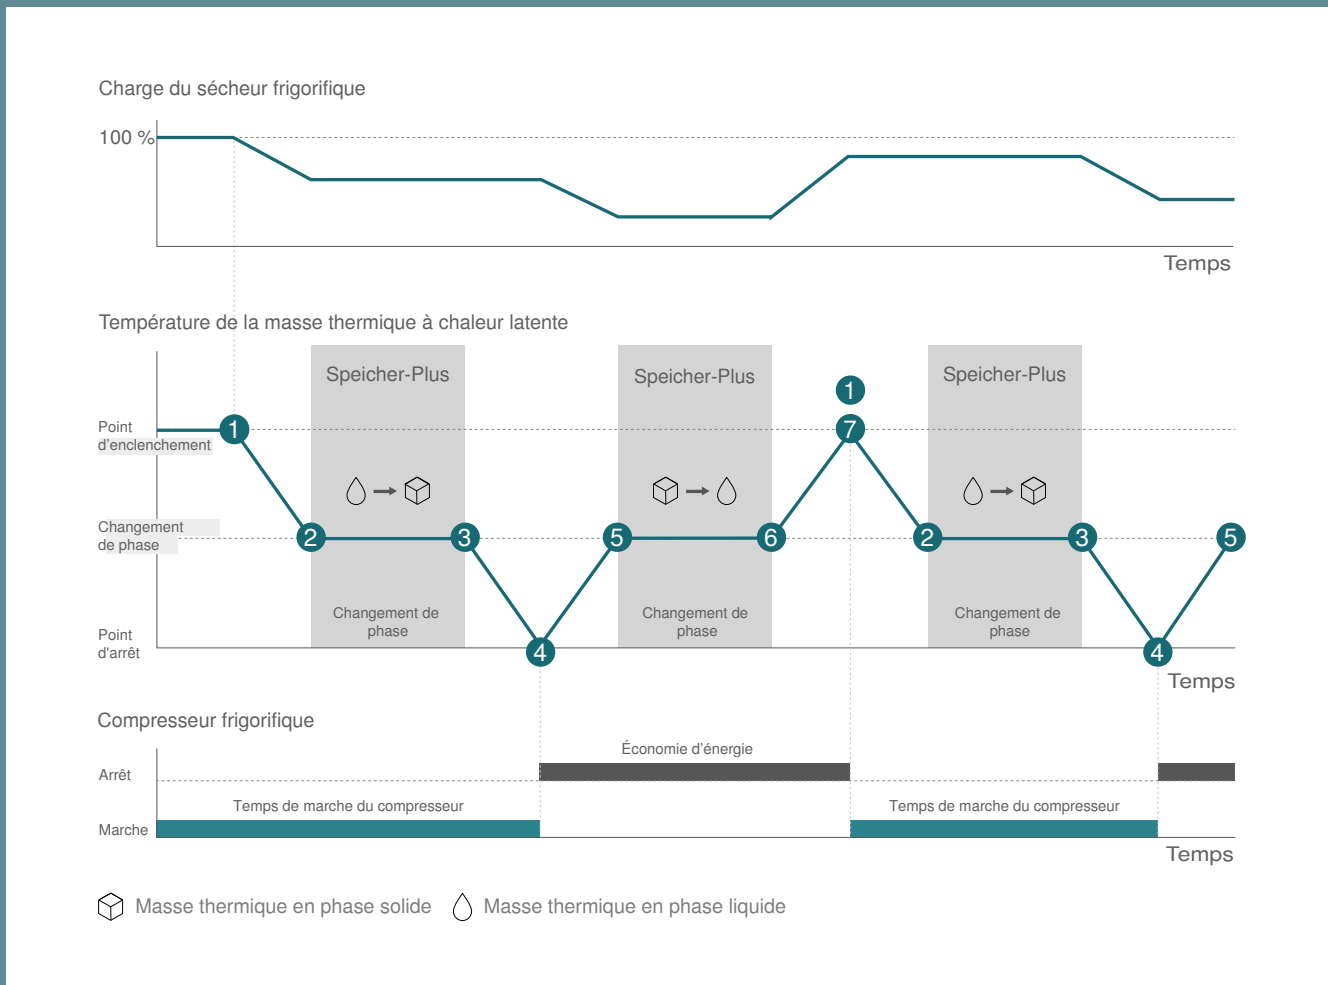 Charge du sécheur frigorifique
100 %
Temps
Température de la masse thermique à chaleur latente
Speicher-Plus
Speicher-Plus
Speicher-Plus
1
Point
d'enclenchement
1
7
Changement
de phase
2
3
5
6
2
3
5
Changement de
phase
Changement de
phase
Changement de
phase
Point
d'arrêt
4
4
Temps
Compresseur frigorifique
Économie d'énergie
Arrêt
Temps de marche du compresseur
Temps de marche du compresseur
Marche
Temps
Masse thermique en phase solide
Masse thermique en phase liquide